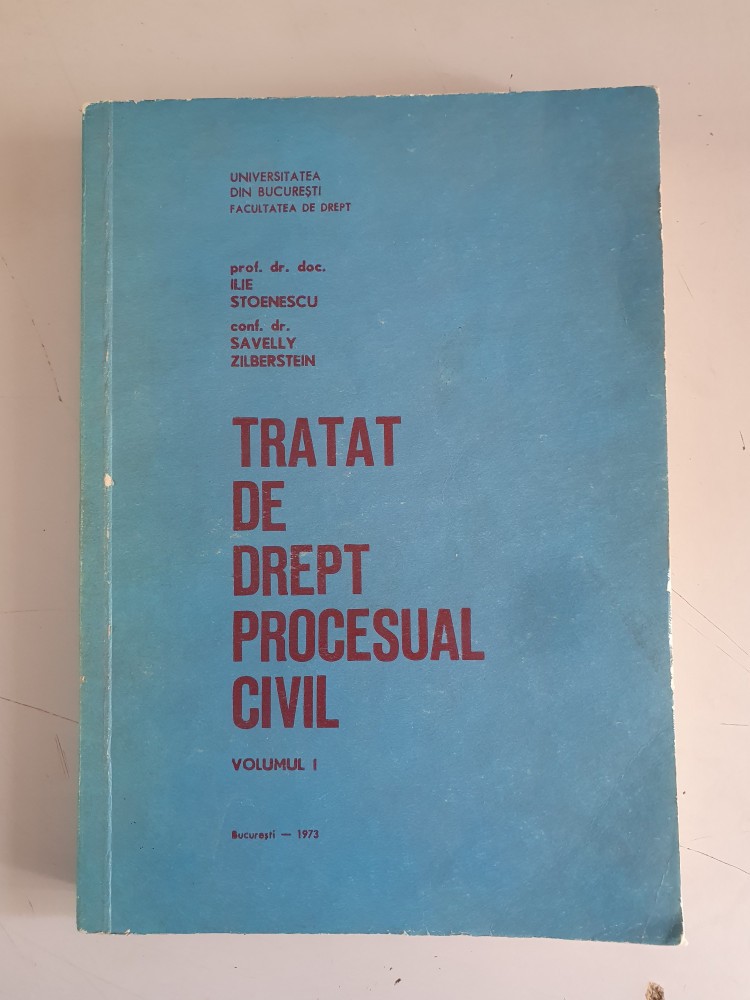 UNIVERSITATEA
DIN BUCUREȘTI
FACULTATEA DE DREPT
prof. dr. doc.
ILIE
STOENESCU
conf. dr.
SAVELLY
ZILBERSTEIN
TRATAT
DE
DREPT
PROCESUAL
CIVIL
VOLUMUL I
București — 1973